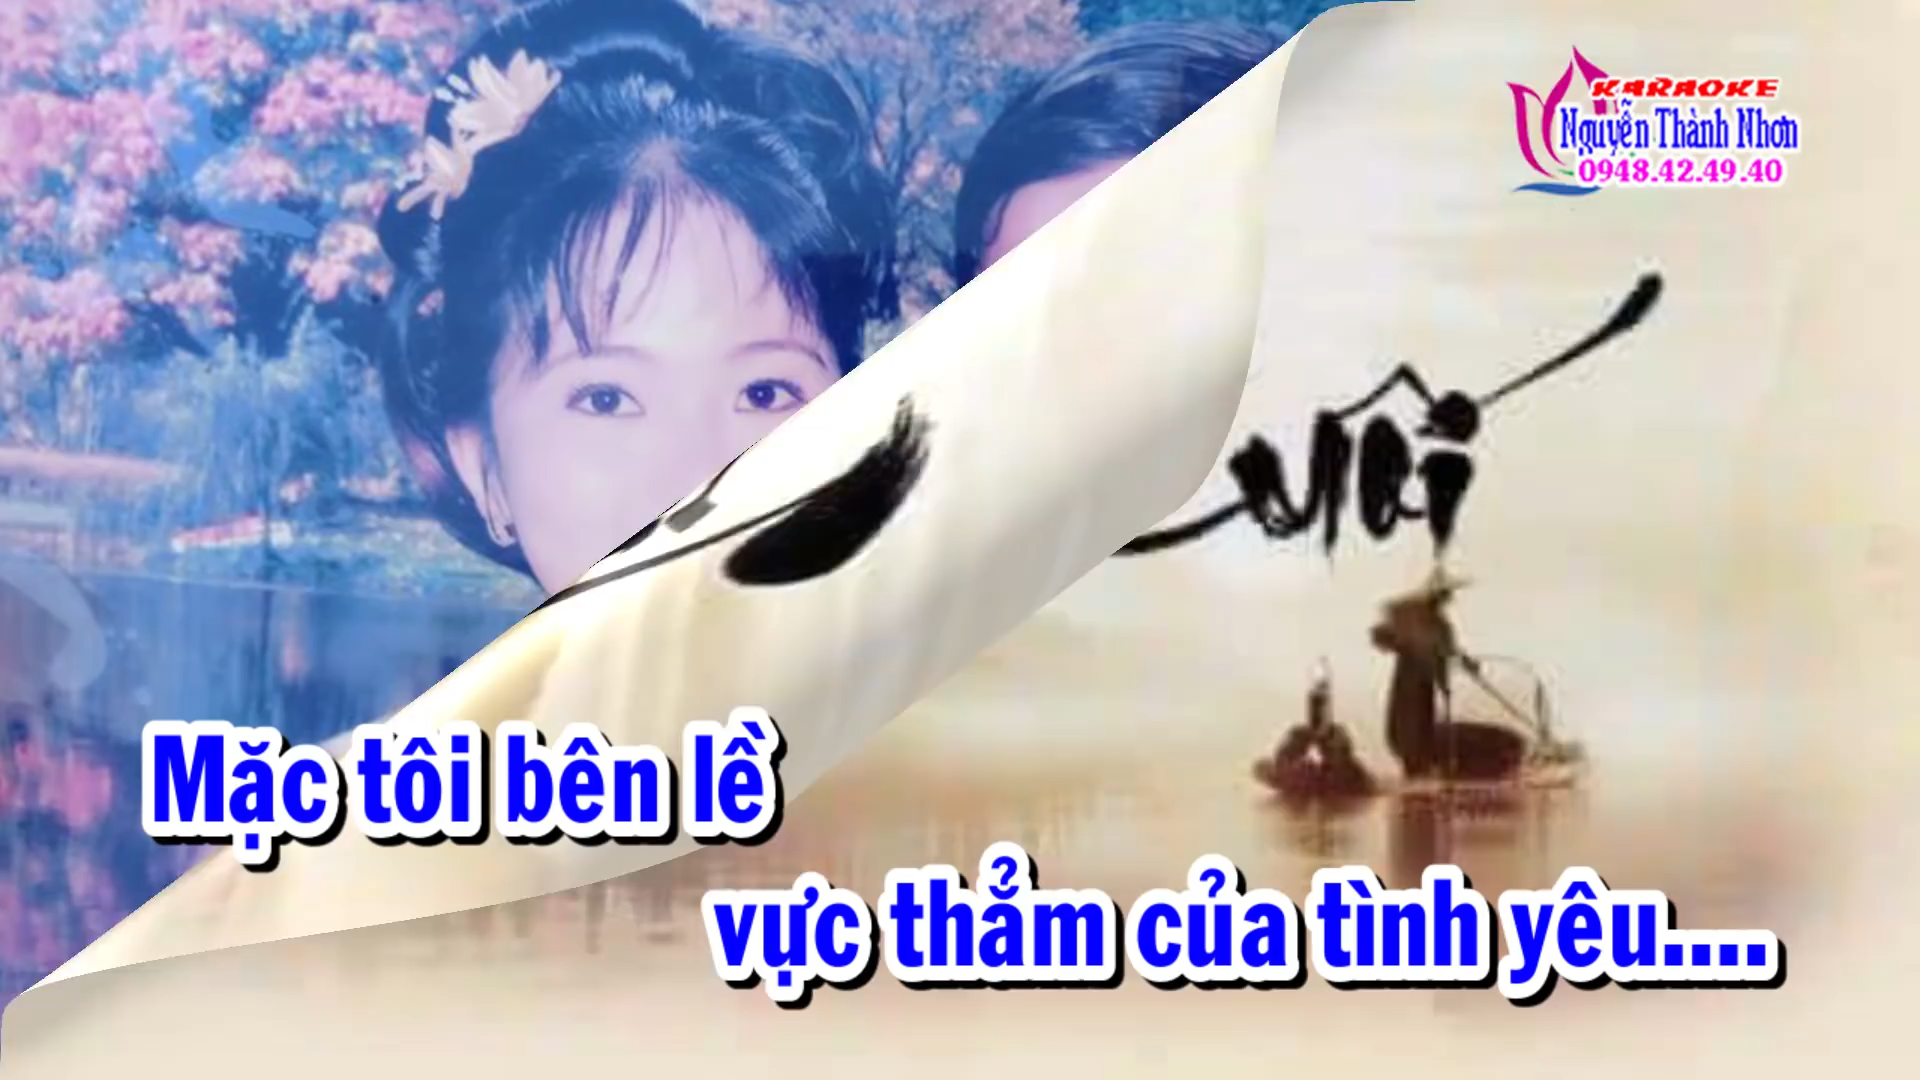 KARAOKE
Nguyễn Thành Nhơn
0948.42.49.40
Mặc tôi bên lề
vực thẳm của tình yêu....